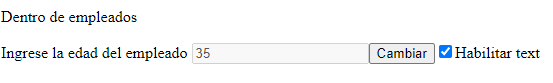 Dentro de empleados
Ingrese la edad del empleado 35 Cambiar Habilitar text